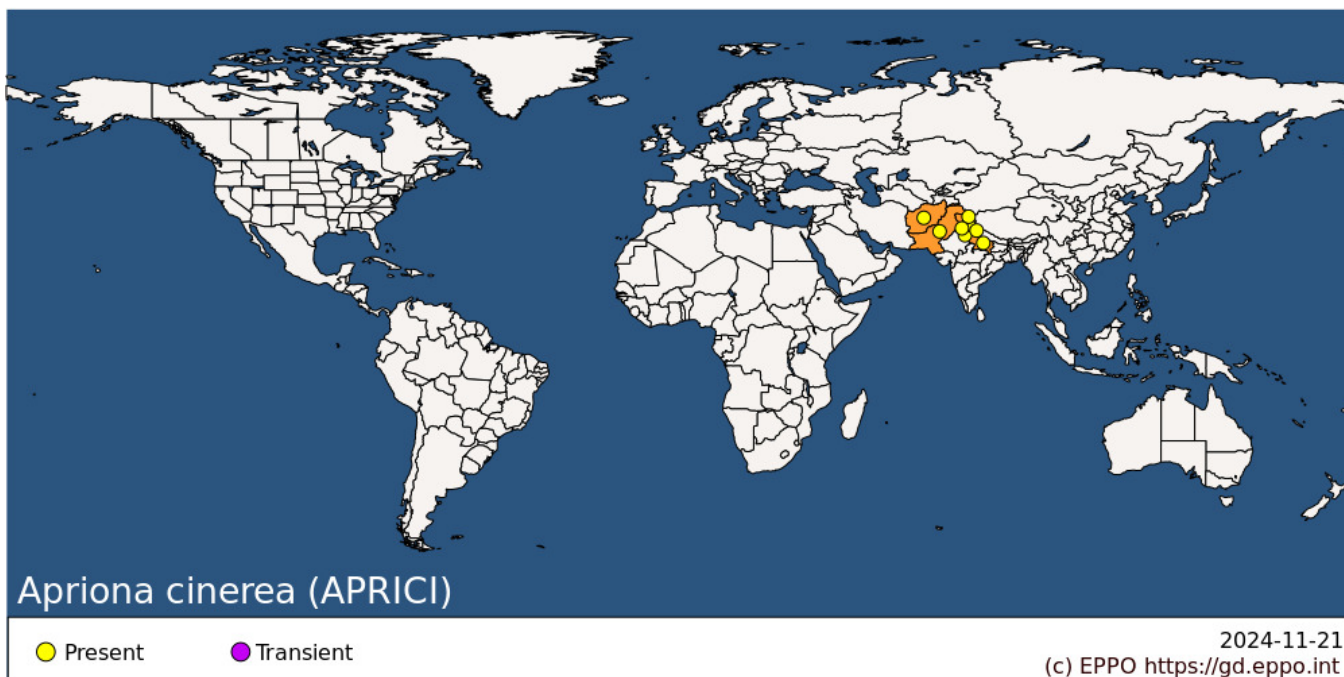 Apriona cinerea (APRICI)
Present
Transient
2024-11-21
(c) EPPO https://gd.eppo.int